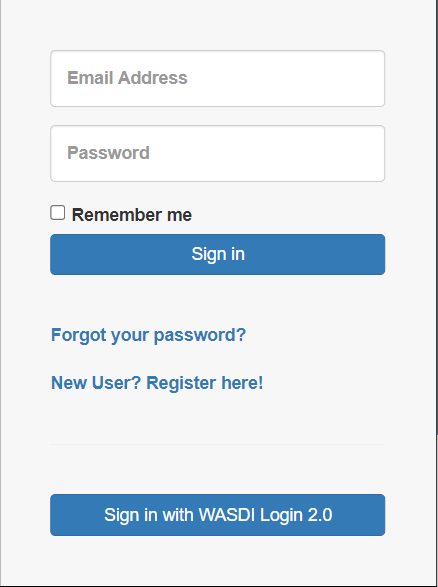 Email Address
Password
Remember me
Sign in
Forgot your password?
New User? Register here!
Sign in with WASDI Login 2.0